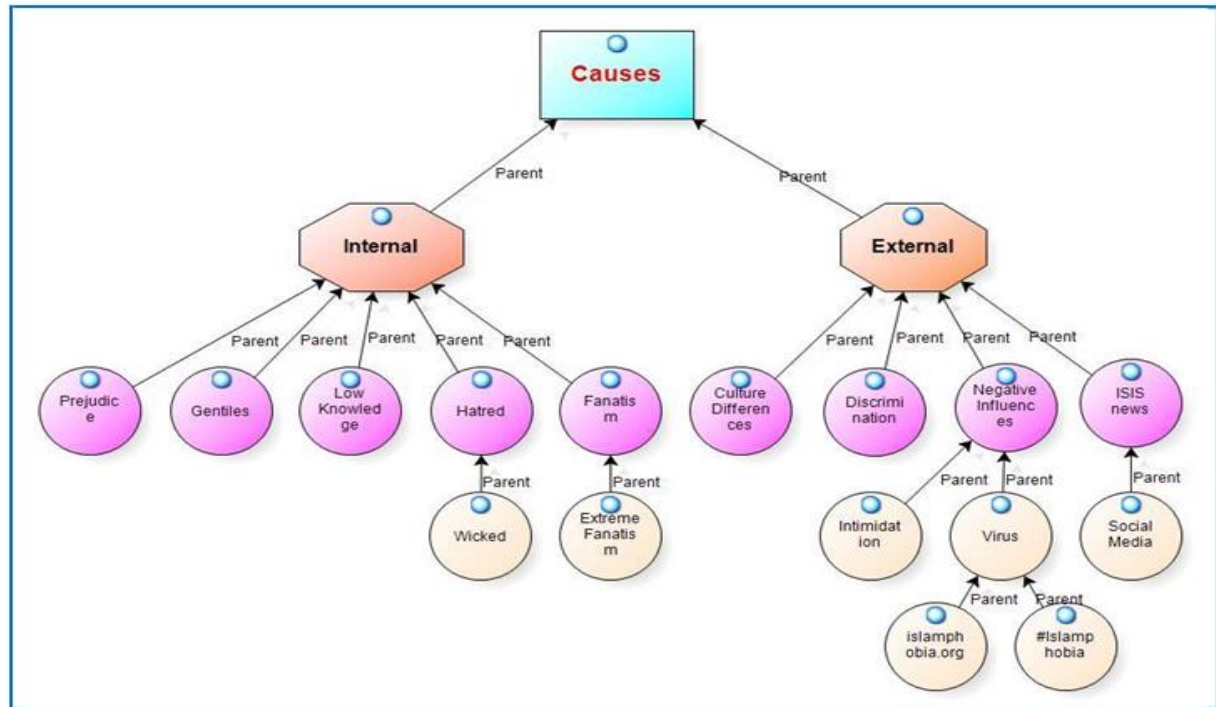 Causes
Parent
Parent
Internal
External
Parent
Parent
Parent
Parent
Parent
Parent
Parent
Parent
Parent
Prejudic
e
Gentiles
Low
Knowled
ge
Hatred
Fanatis
m
Culture
Differen
ces
Discrimi
nation
Negative
Influenc
es
ISIS
news
Parent
Parent
Parent
Parent
Parent
Wicked
Extreme
Fanatis
m
Intimidat
ion
Virus
Social
Media
Parent
Parent
islamph
obia.org
#Islamp
hobia